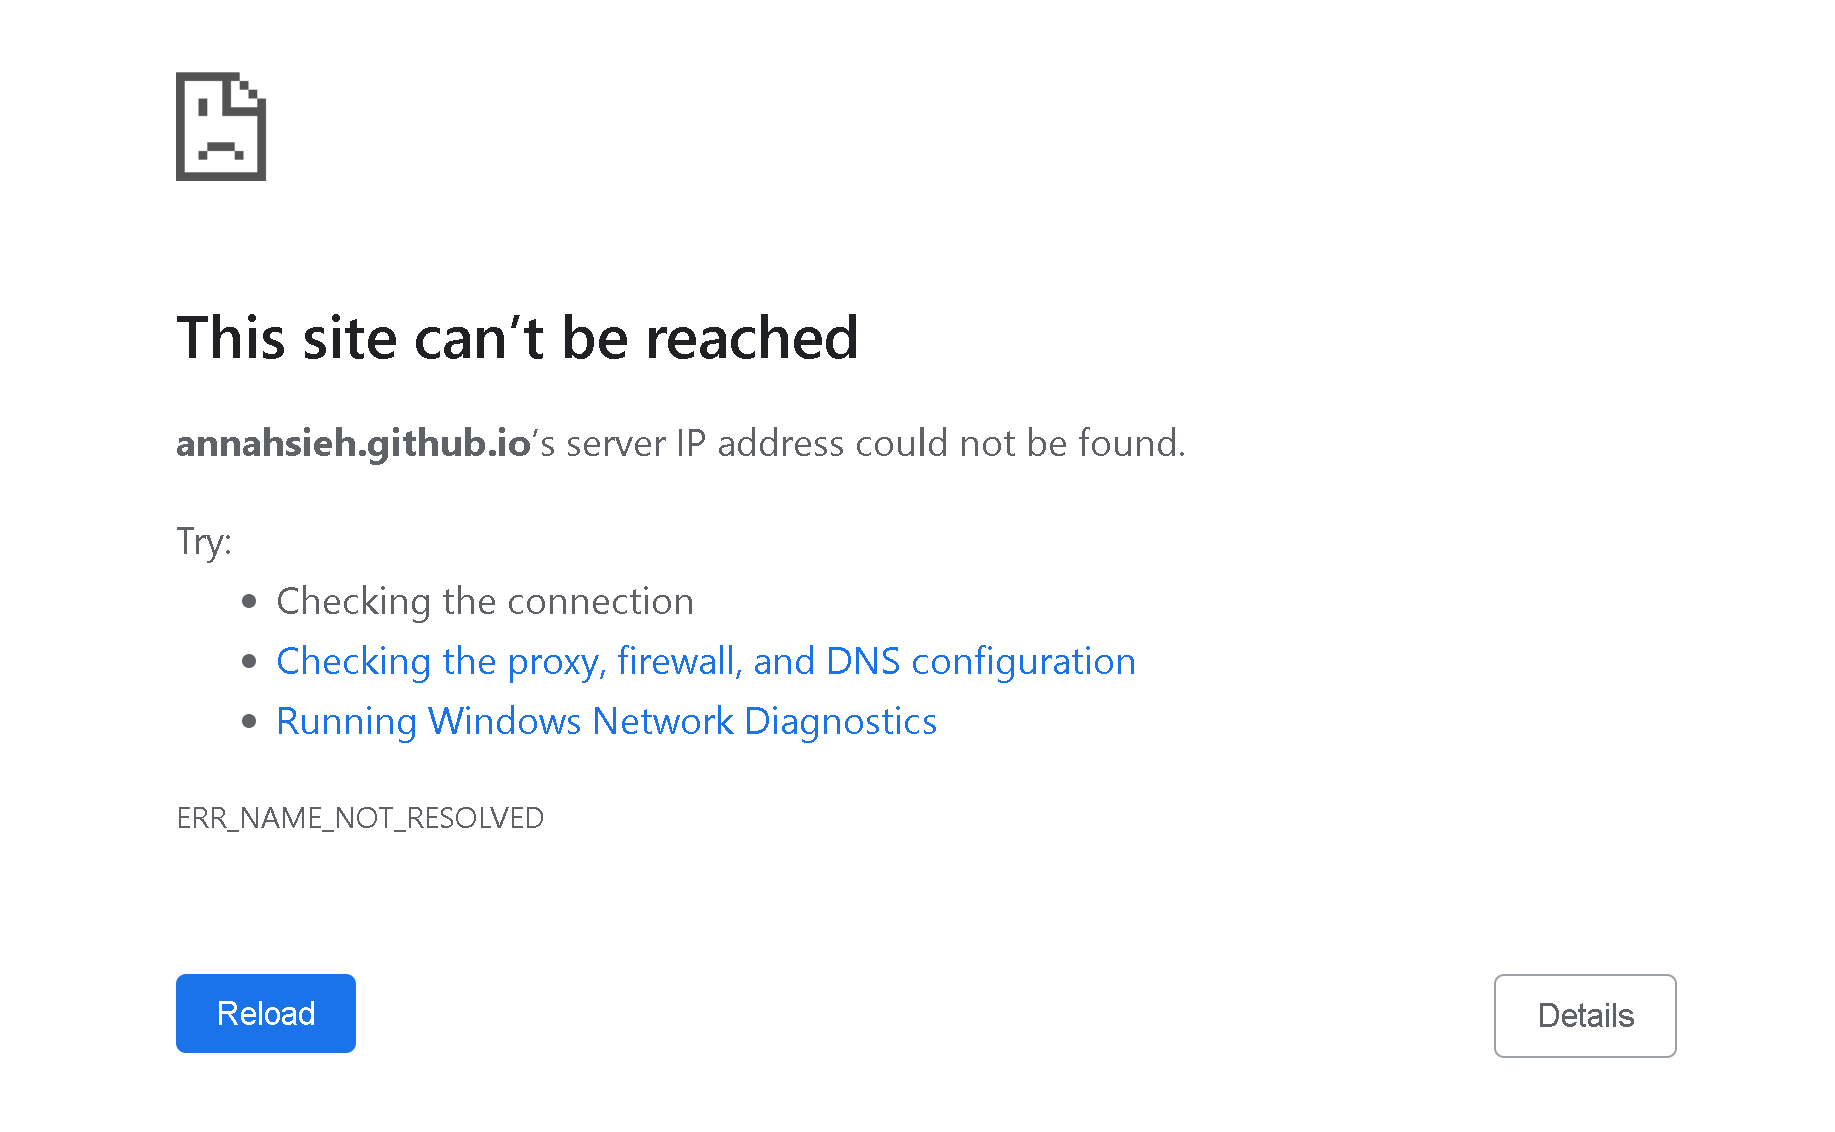 This site can’t be reached
annahsieh.github.io’s server IP address could not be found.
Try:
• Checking the connection
• Checking the proxy, firewall, and DNS configuration
• Running Windows Network Diagnostics
ERR_NAME_NOT_RESOLVED
Reload
Details